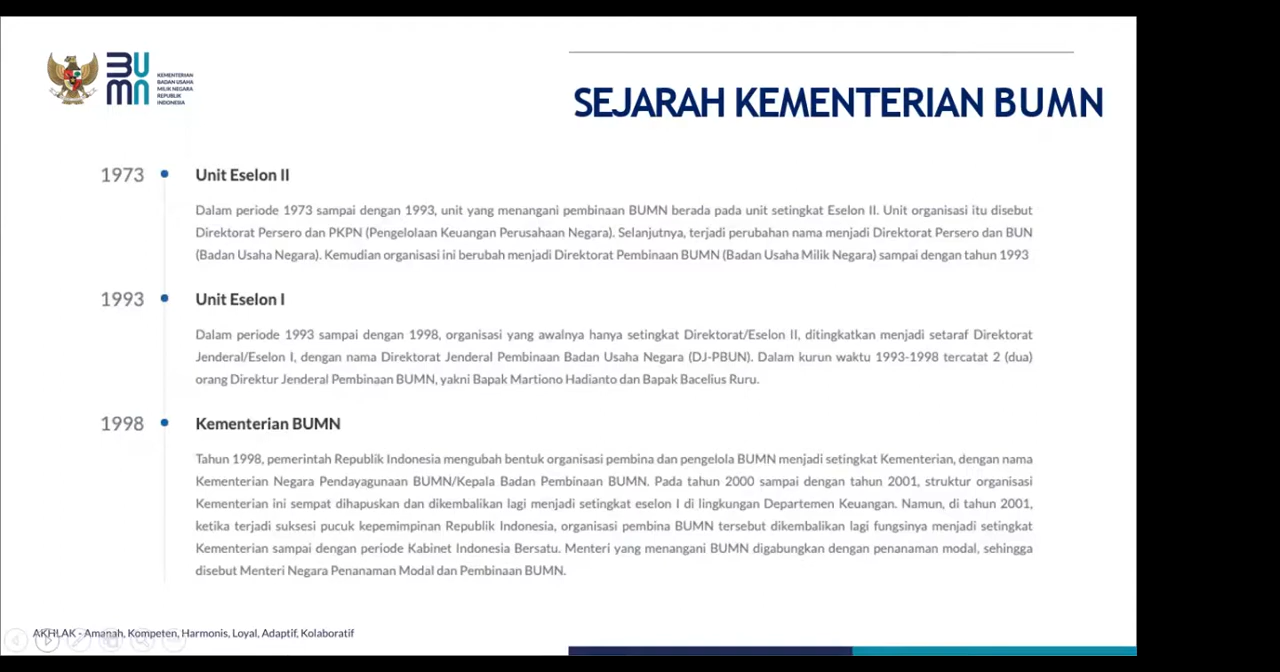 BUMN
KEMENTERIAN
BADAN USAHA
MILIK NEGARA
REPUBLIK
INDONESIA
SEJARAH KEMENTERIAN BUMN
1973
Unit Eselon II
Dalam periode 1973 sampai dengan 1993, unit yang menangani pembinaan BUMN berada pada unit setingkat Eselon II. Unit organisasi itu disebut
Direktorat Persero dan PKPN (Pengelolaan Keuangan Perusahaan Negara). Selanjutnya, terjadi perubahan nama menjadi Direktorat Persero dan BUN
(Badan Usaha Negara). Kemudian organisasi ini berubah menjadi Direktorat Pembinaan BUMN (Badan Usaha Milik Negara) sampai dengan tahun 1993
1993
Unit Eselon I
Dalam periode 1993 sampai dengan 1998, organisasi yang awalnya hanya setingkat Direktorat/Eselon II, ditingkatkan menjadi setaraf Direktorat
Jenderal/Eselon I, dengan nama Direktorat Jenderal Pembinaan Badan Usaha Negara (DJ-PBUN). Dalam kurun waktu 1993-1998 tercatat 2 (dua)
orang Direktur Jenderal Pembinaan BUMN, yakni Bapak Martiono Hadianto dan Bapak Bacelius Ruru.
1998
Kementerian BUMN
Tahun 1998, pemerintah Republik Indonesia mengubah bentuk organisasi pembina dan pengelola BUMN menjadi setingkat Kementerian, dengan nama
Kementerian Negara Pendayagunaan BUMN/Kepala Badan Pembinaan BUMN. Pada tahun 2000 sampai dengan tahun 2001, struktur organisasi
Kementerian ini sempat dihapuskan dan dikembalikan lagi menjadi setingkat eselon I di lingkungan Departemen Keuangan. Namun, di tahun 2001,
ketika terjadi suksesi pucuk kepemimpinan Republik Indonesia, organisasi pembina BUMN tersebut dikembalikan lagi fungsinya menjadi setingkat
Kementerian sampai dengan periode Kabinet Indonesia Bersatu. Menteri yang menangani BUMN digabungkan dengan penanaman modal, sehingga
disebut Menteri Negara Penanaman Modal dan Pembinaan BUMN.
AKHLAK - Amanah, Kompeten, Harmonis, Loyal, Adaptif, Kolaboratif